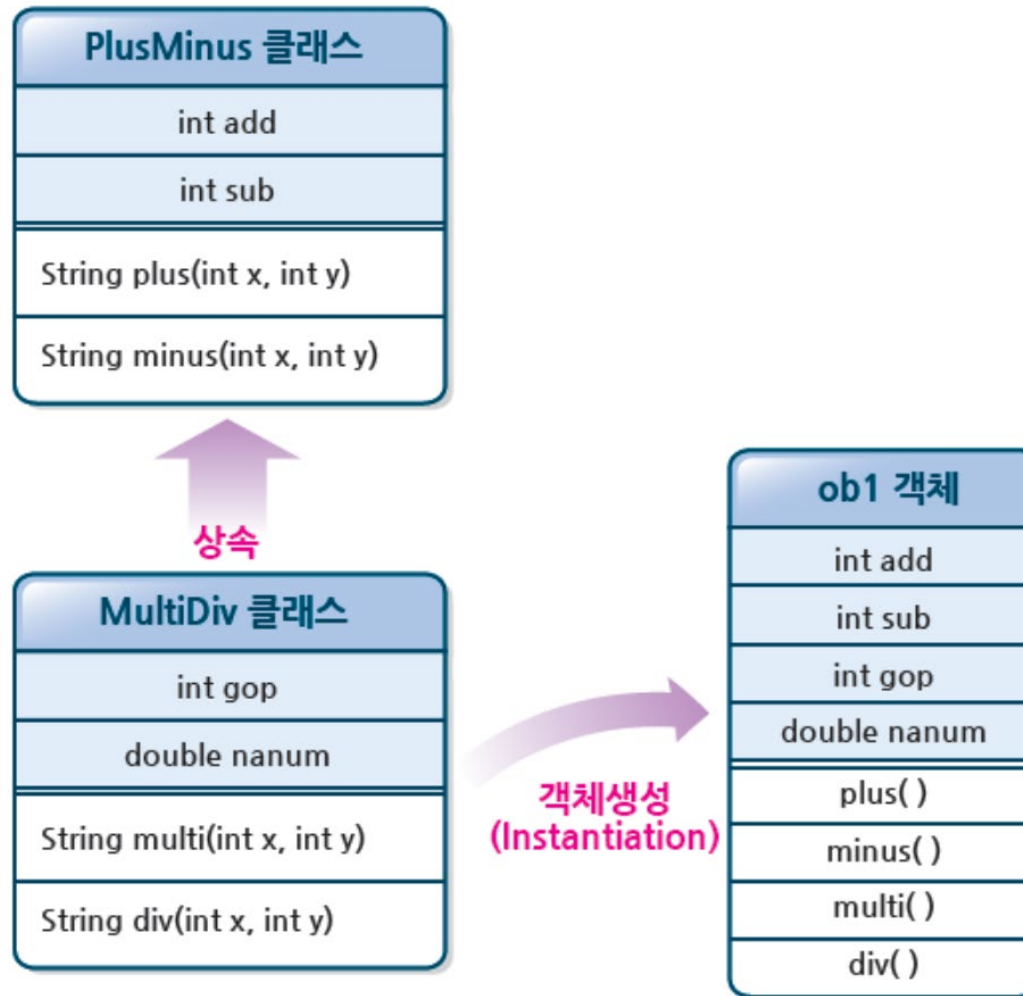 PlusMinus 클래스
int add
int sub
String plus(int x, int y)
String minus(int x, int y)
상속
MultiDiv 클래스
int gop
double nanum
String multi(int x, int y)
String div(int x, int y)
객체생성
(Instantiation)
ob1 객체
int add
int sub
int gop
double nanum
plus( )
minus( )
multi( )
div( )